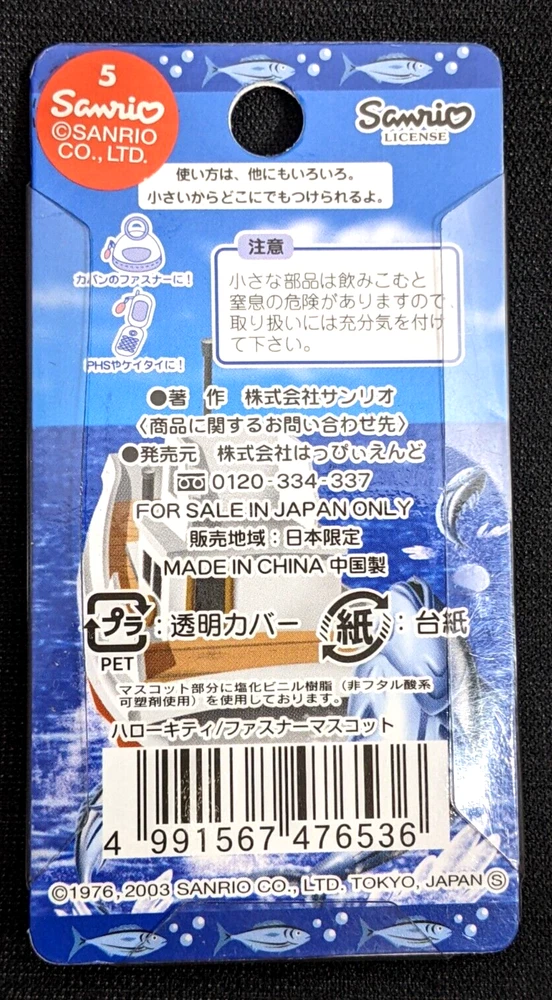 5
Sanrio
©SANRIO
CO., LTD.
Sanrio
LICENSE
使い方は、他にもいろいろ。
小さいからどこにでもつけられるよ。
カバンのファスナーに!
PHSやケイタイに!
注意
小さな部品は飲みこむと
窒息の危険がありますので、
取り扱いには充分気を付け
て下さい。
●著 作 株式会社サンリオ
〈商品に関するお問い合わせ先〉
●発売元 株式会社はっぴぃえんど
0120-334-337
FOR SALE IN JAPAN ONLY
販売地域:日本限定
MADE IN CHINA 中国製
プラ:透明カバー 紙:台紙
PET
マスコット部分に塩化ビニル樹脂(非フタル酸系
可塑剤使用)を使用しております。
ハローキティ/ファスナーマスコット
4 991567 476536
©1976, 2003 SANRIO CO., LTD. TOKYO, JAPAN Ⓢ